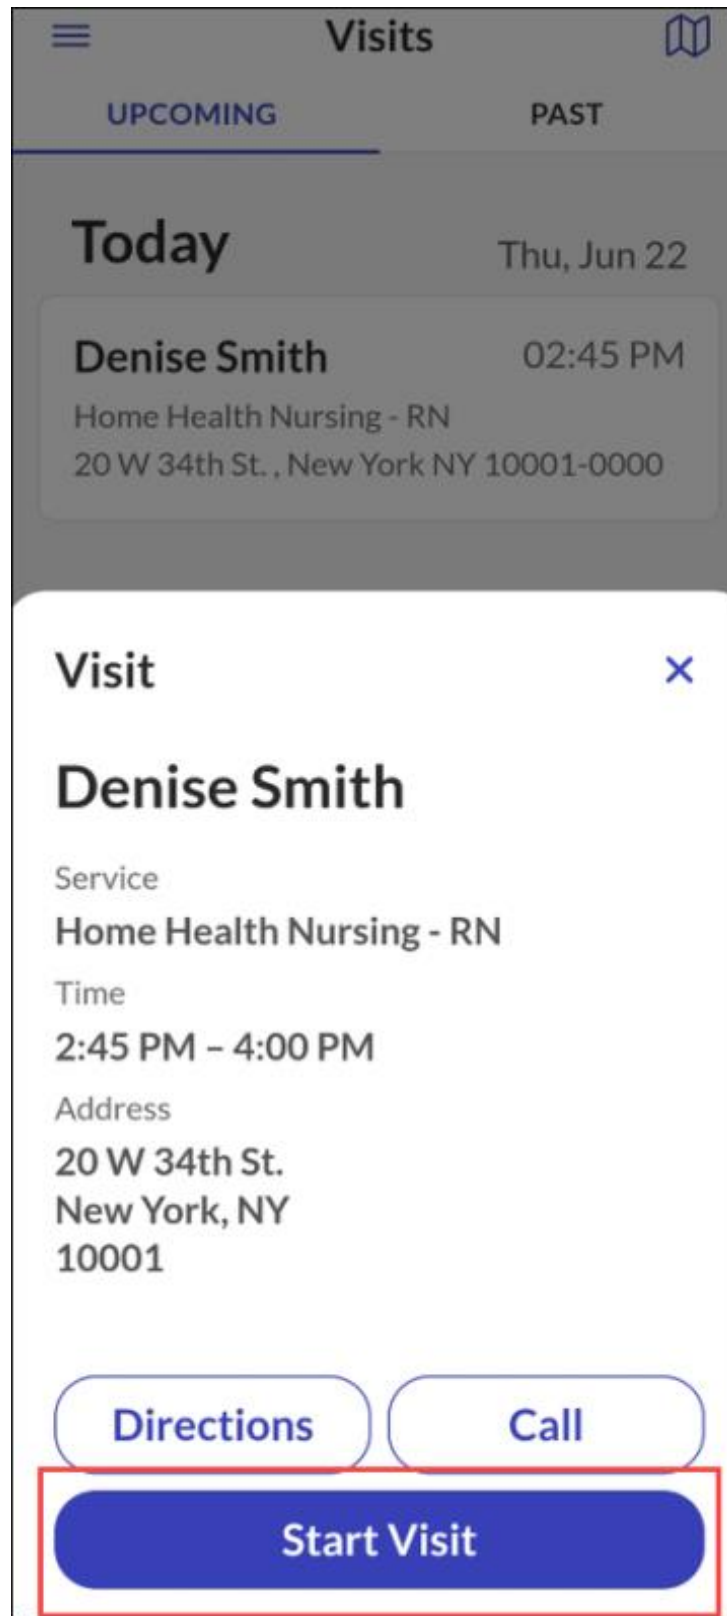 Visits
UPCOMING PAST
Today Thu, Jun 22
Denise Smith 02:45 PM
Home Health Nursing - RN
20 W 34th St. , New York NY 10001-0000
Visit
Denise Smith
Service
Home Health Nursing - RN
Time
2:45 PM – 4:00 PM
Address
20 W 34th St.
New York, NY
10001
Directions Call
Start Visit